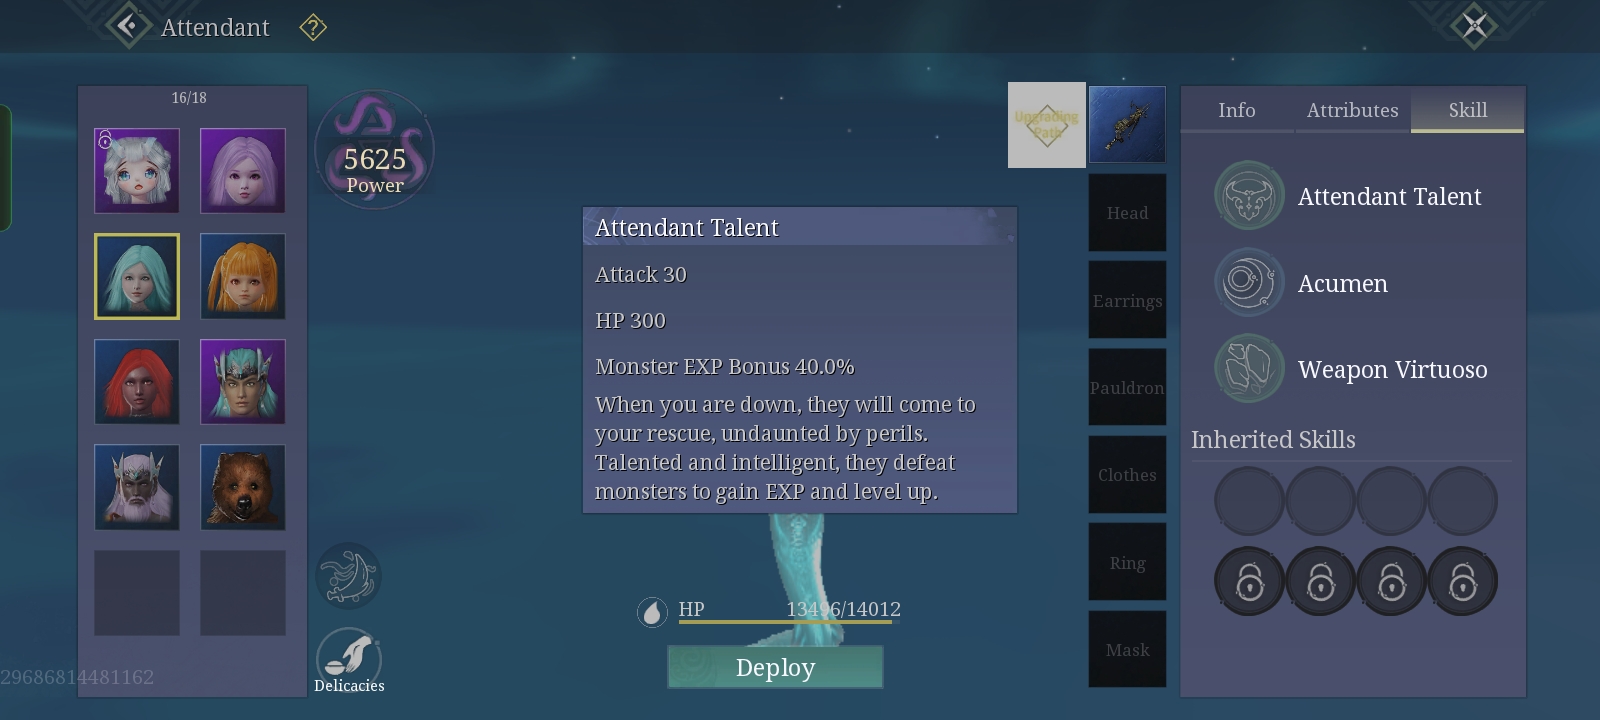 Attendant
?
16/18
5625
Power
Upgrading
Path
Info
Attributes
Skill
Attendant Talent
Attack 30
HP 300
Monster EXP Bonus 40.0%
When you are down, they will come to
your rescue, undaunted by perils.
Talented and intelligent, they defeat
monsters to gain EXP and level up.
Head
Earrings
Pauldron
Clothes
Ring
Mask
Attendant Talent
Acumen
Weapon Virtuoso
Inherited Skills
HP 13496/14012
Deploy
Delicacies
29686814481162